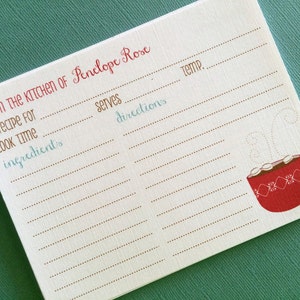 IN THE KITCHEN OF Penelope Rose
recipe for
serves temp
cook time
ingredients directions